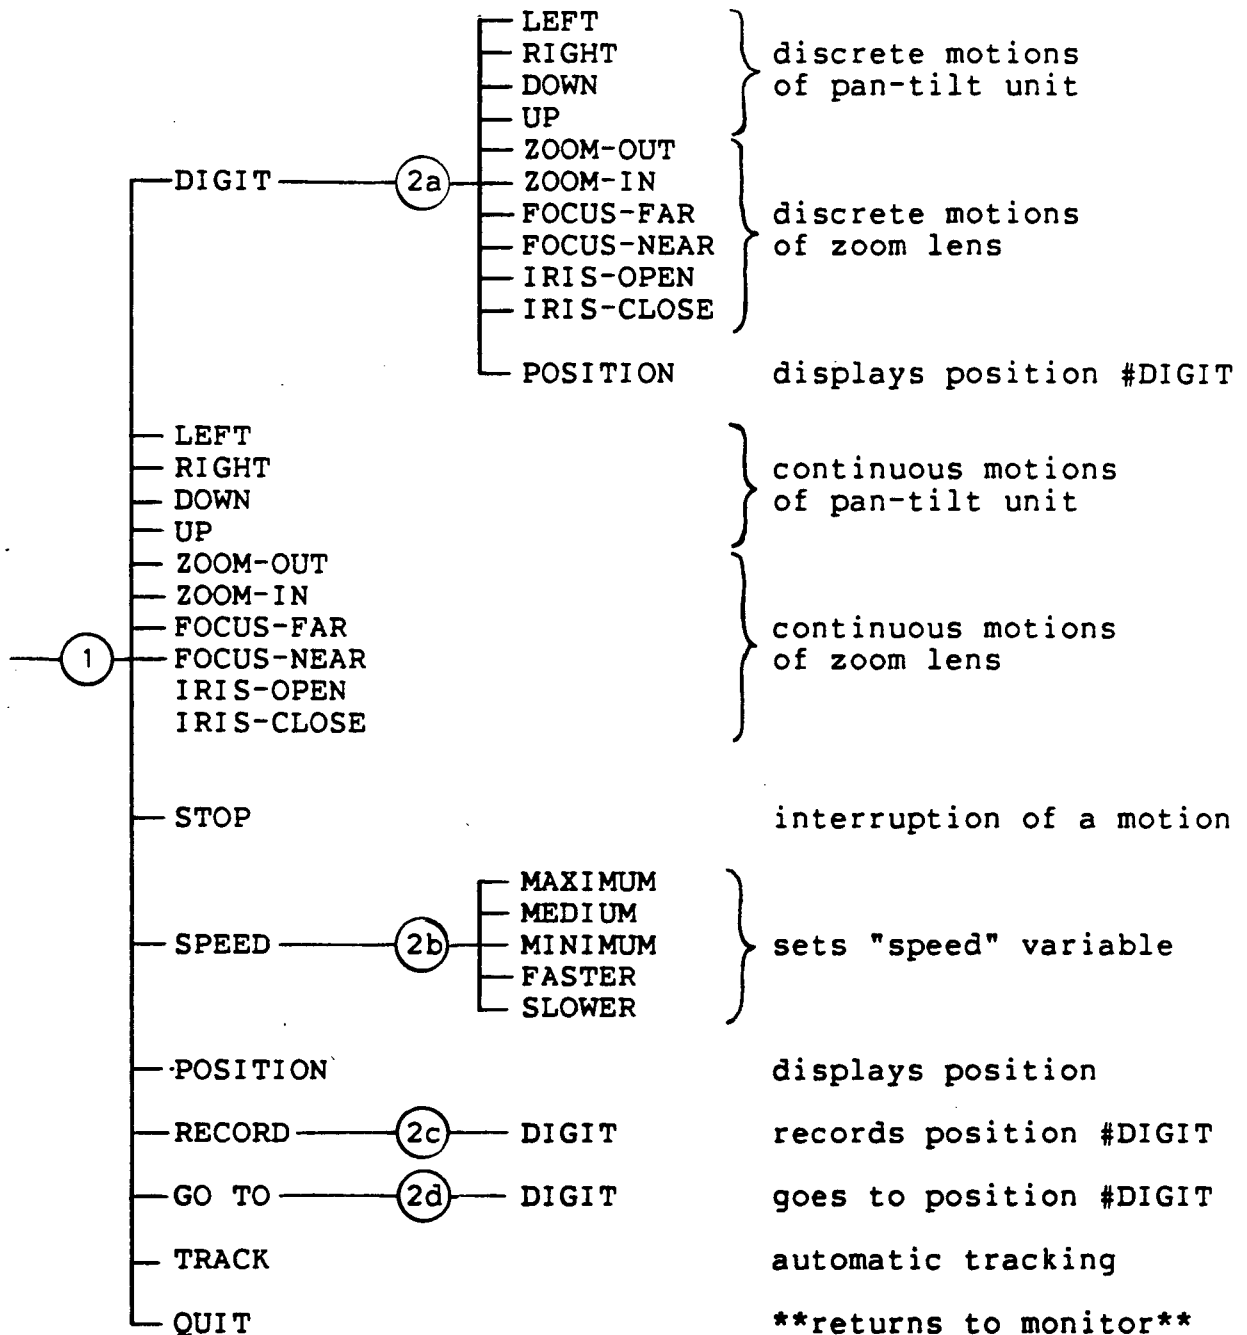 LEFT
RIGHT
DOWN
UP
discrete motions
of pan-tilt unit
DIGIT
2a
ZOOM-OUT
ZOOM-IN
FOCUS-FAR
FOCUS-NEAR
IRIS-OPEN
IRIS-CLOSE
discrete motions
of zoom lens
POSITION displays position #DIGIT
LEFT
RIGHT
DOWN
UP
continuous motions
of pan-tilt unit
1
ZOOM-OUT
ZOOM-IN
FOCUS-FAR
FOCUS-NEAR
IRIS-OPEN
IRIS-CLOSE
continuous motions
of zoom lens
STOP interruption of a motion
SPEED
2b
MAXIMUM
MEDIUM
MINIMUM
FASTER
SLOWER
sets "speed" variable
POSITION displays position
RECORD 2c DIGIT records position #DIGIT
GO TO 2d DIGIT goes to position #DIGIT
TRACK automatic tracking
QUIT **returns to monitor**